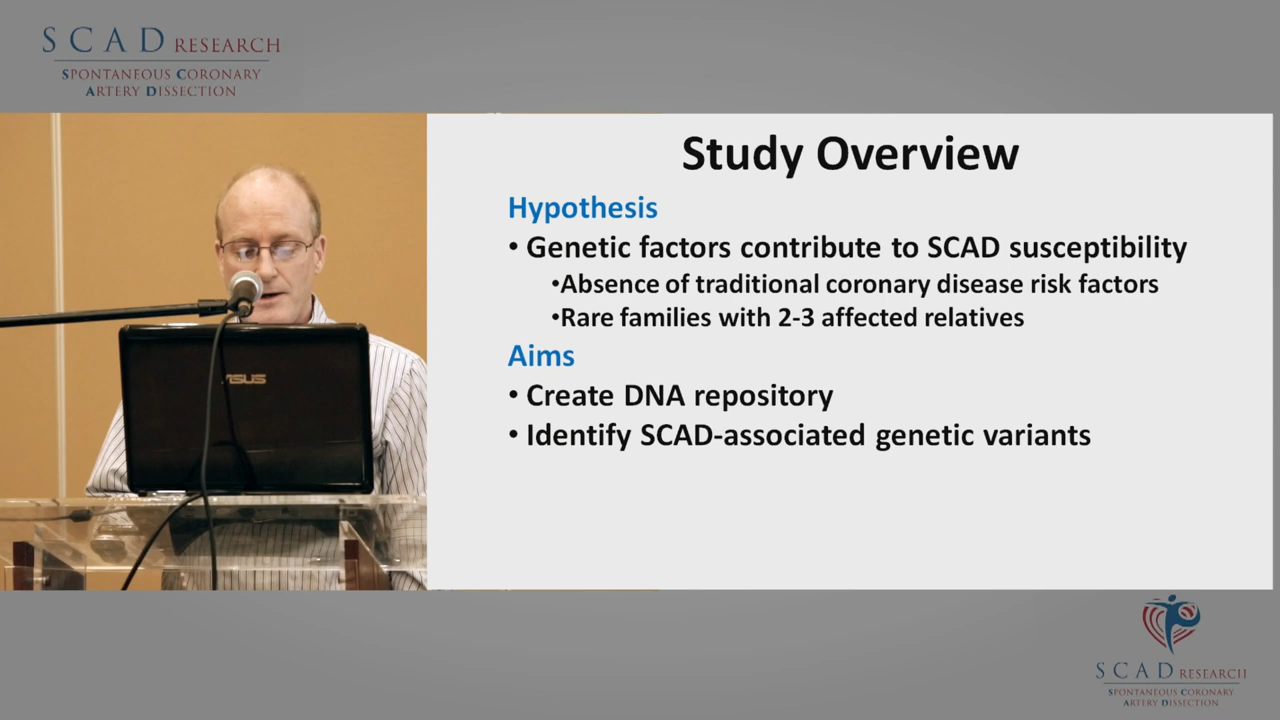 SCAD RESEARCH
SPONTANEOUS CORONARY
ARTERY DISSECTION
Study Overview
Hypothesis
• Genetic factors contribute to SCAD susceptibility
•Absence of traditional coronary disease risk factors
•Rare families with 2-3 affected relatives
Aims
• Create DNA repository
• Identify SCAD-associated genetic variants
ASUS
SCAD RESEARCH
SPONTANEOUS CORONARY
ARTERY DISSECTION